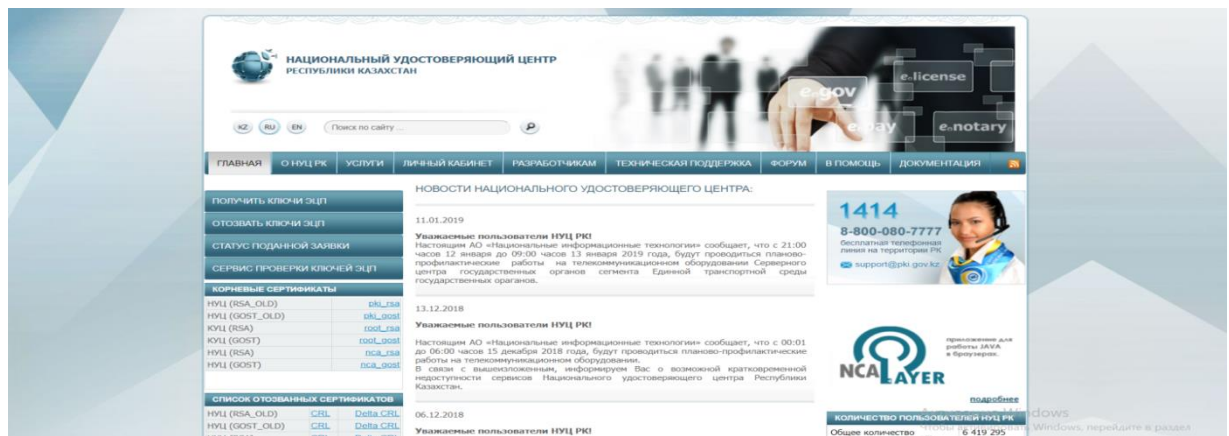 НАЦИОНАЛЬНЫЙ УДОСТОВЕРЯЮЩИЙ ЦЕНТР
РЕСПУБЛИКИ КАЗАХСТАН
e-license
e-gov
e-pay
e-notary
KZ RU EN Поиск по сайту ...
ГЛАВНАЯ О НУЦ РК УСЛУГИ ЛИЧНЫЙ КАБИНЕТ РАЗРАБОТЧИКАМ ТЕХНИЧЕСКАЯ ПОДДЕРЖКА ФОРУМ В ПОМОЩЬ ДОКУМЕНТАЦИЯ
ПОЛУЧИТЬ КЛЮЧИ ЭЦП
ОТОЗВАТЬ КЛЮЧИ ЭЦП
СТАТУС ПОДАННОЙ ЗАЯВКИ
СЕРВИС ПРОВЕРКИ КЛЮЧЕЙ ЭЦП
КОРНЕВЫЕ СЕРТИФИКАТЫ
НУЦ (RSA_OLD) pki_rsa
НУЦ (GOST_OLD) pki_gost
КУЦ (RSA) root_rsa
КУЦ (GOST) root_gost
НУЦ (RSA) nca_rsa
НУЦ (GOST) nca_gost
СПИСОК ОТОЗВАННЫХ СЕРТИФИКАТОВ
НУЦ (RSA_OLD) CRL Delta CRL
НУЦ (GOST_OLD) CRL Delta CRL
НОВОСТИ НАЦИОНАЛЬНОГО УДОСТОВЕРЯЮЩЕГО ЦЕНТРА:
11.01.2019
Уважаемые пользователи НУЦ РК!
Настоящим АО «Национальные информационные технологии» сообщает, что с 21:00
часов 12 января до 09:00 часов 13 января 2019 года, будут проводиться планово-
профилактические работы на телекоммуникационном оборудовании Серверного
центра государственных органов сегмента Единой транспортной среды
государственных органов.
13.12.2018
Уважаемые пользователи НУЦ РК!
Настоящим АО «Национальные информационные технологии» сообщает, что с 00:01
до 06:00 часов 15 декабря 2018 года, будут проводиться планово-профилактические
работы на телекоммуникационном оборудовании.
В связи с вышеизложенным, информируем Вас о возможной кратковременной
недоступности сервисов Национального удостоверяющего центра Республики
Казахстан.
06.12.2018
Уважаемые пользователи НУЦ РК!
1414
8-800-080-7777
бесплатная телефонная
линия на территории РК
support@pki.gov.kz
NCALAYER
приложение для
работы JAVA
в браузерах.
подробнее
КОЛИЧЕСТВО ПОЛЬЗОВАТЕЛЕЙ НУЦ РК
Общее количество 6 419 295
Windows, перейдите в раздел